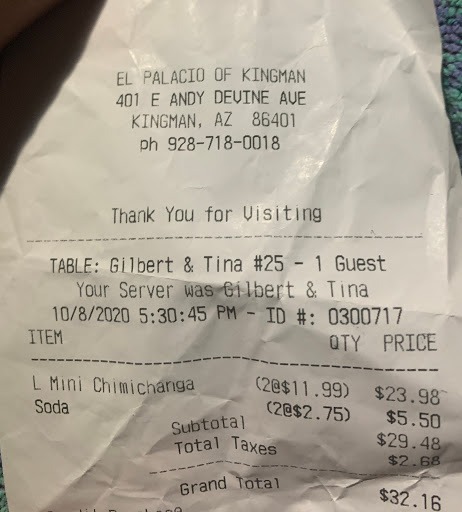 EL PALACIO OF KINGMAN
401 E ANDY DEVINE AVE
KINGMAN, AZ 86401
ph 928-718-0018
Thank You for Visiting
TABLE: Gilbert & Tina #25 - 1 Guest
Your Server was Gilbert & Tina
10/8/2020 5:30:45 PM - ID #: 0300717
ITEM QTY PRICE
L Mini Chimichanga (2@$11.99) $23.98
Soda (2@$2.75) $5.50
Subtotal $29.48
Total Taxes $2.68
Grand Total $32.16